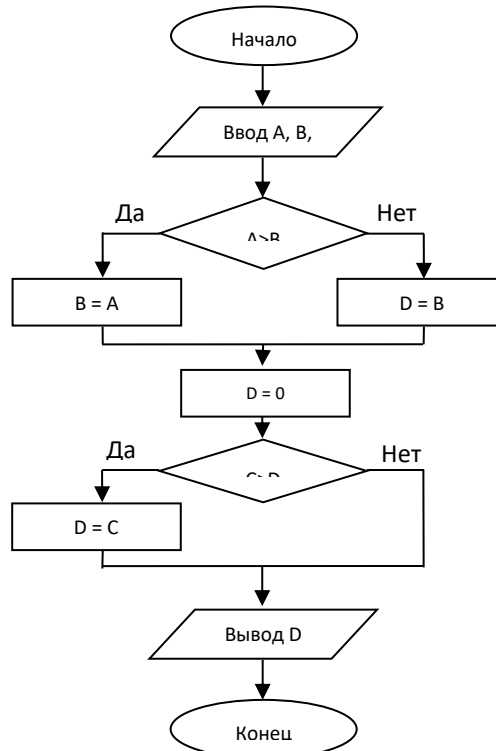 Начало
Ввод A, B,
Да
Нет
A>B
B = A
D = B
D = 0
Да
Нет
C>D
D = C
Вывод D
Конец